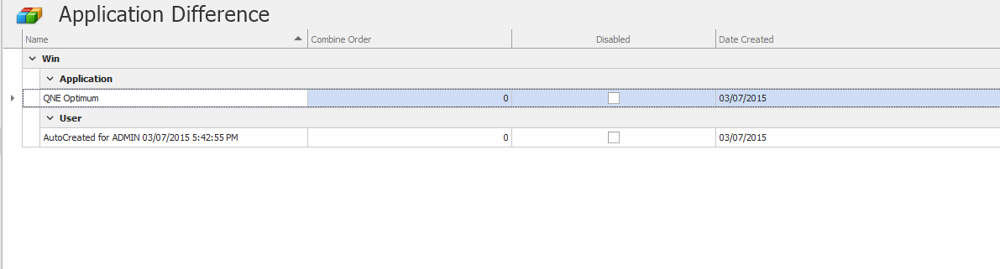 Application Difference
Name Combine Order Disabled Date Created
Win
Application
QNE Optimum 0 03/07/2015
User
AutoCreated for ADMIN 03/07/2015 5:42:55 PM 0 03/07/2015